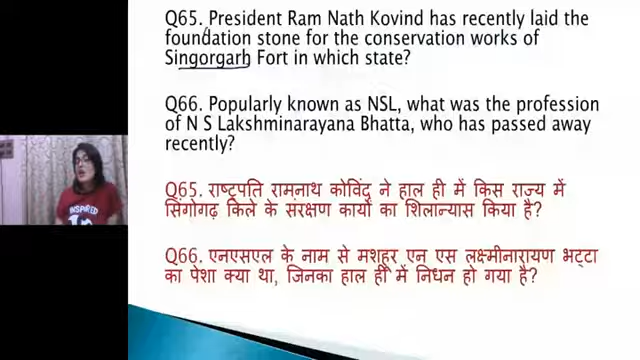 Q65. President Ram Nath Kovind has recently laid the
foundation stone for the conservation works of
Singorgarh Fort in which state?
Q66. Popularly known as NSL, what was the profession
of N S Lakshminarayana Bhatta, who has passed away
recently?
Q65. राष्ट्रपति रामनाथ कोविंद ने हाल ही में किस राज्य में
सिंगोगढ़ किले के संरक्षण कार्यों का शिलान्यास किया है?
Q66. एनएसएल के नाम से मशहूर एन एस लक्ष्मीनारायण भट्टा
का पेशा क्या था, जिनका हाल ही में निधन हो गया है?
INSPIRED